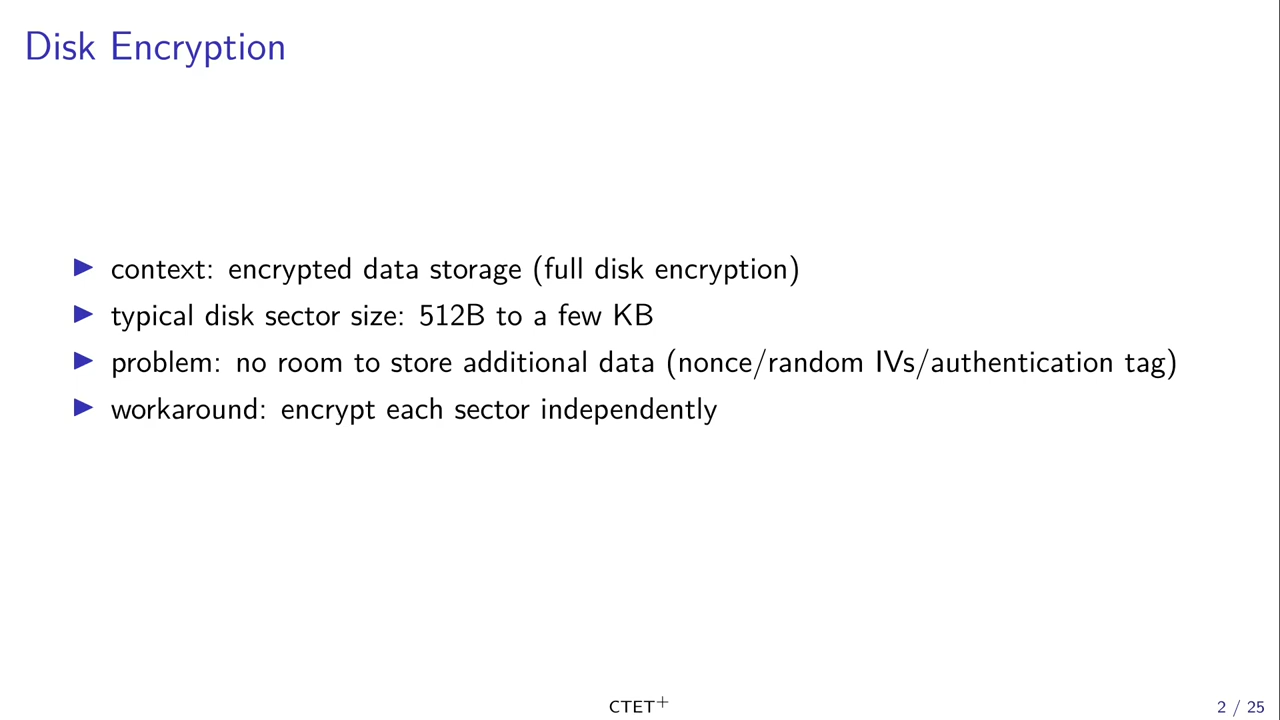 Disk Encryption
▶ context: encrypted data storage (full disk encryption)
▶ typical disk sector size: 512B to a few KB
▶ problem: no room to store additional data (nonce/random IVs/authentication tag)
▶ workaround: encrypt each sector independently
CTET⁺
2 / 25